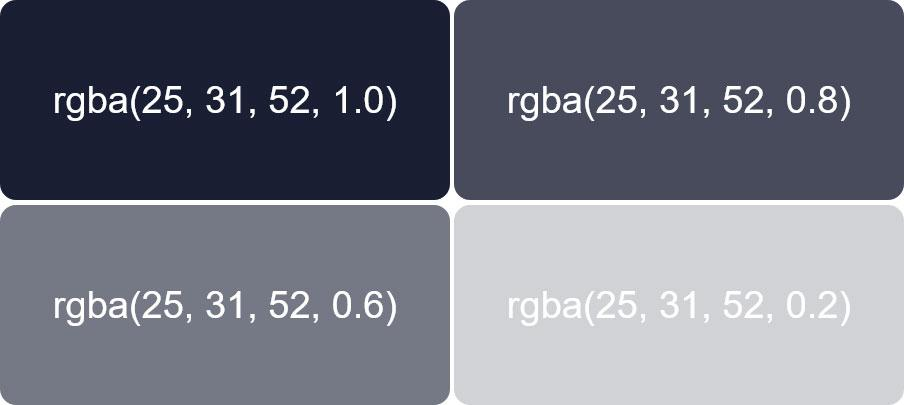 rgba(25, 31, 52, 1.0)
rgba(25, 31, 52, 0.8)
rgba(25, 31, 52, 0.6)
rgba(25, 31, 52, 0.2)